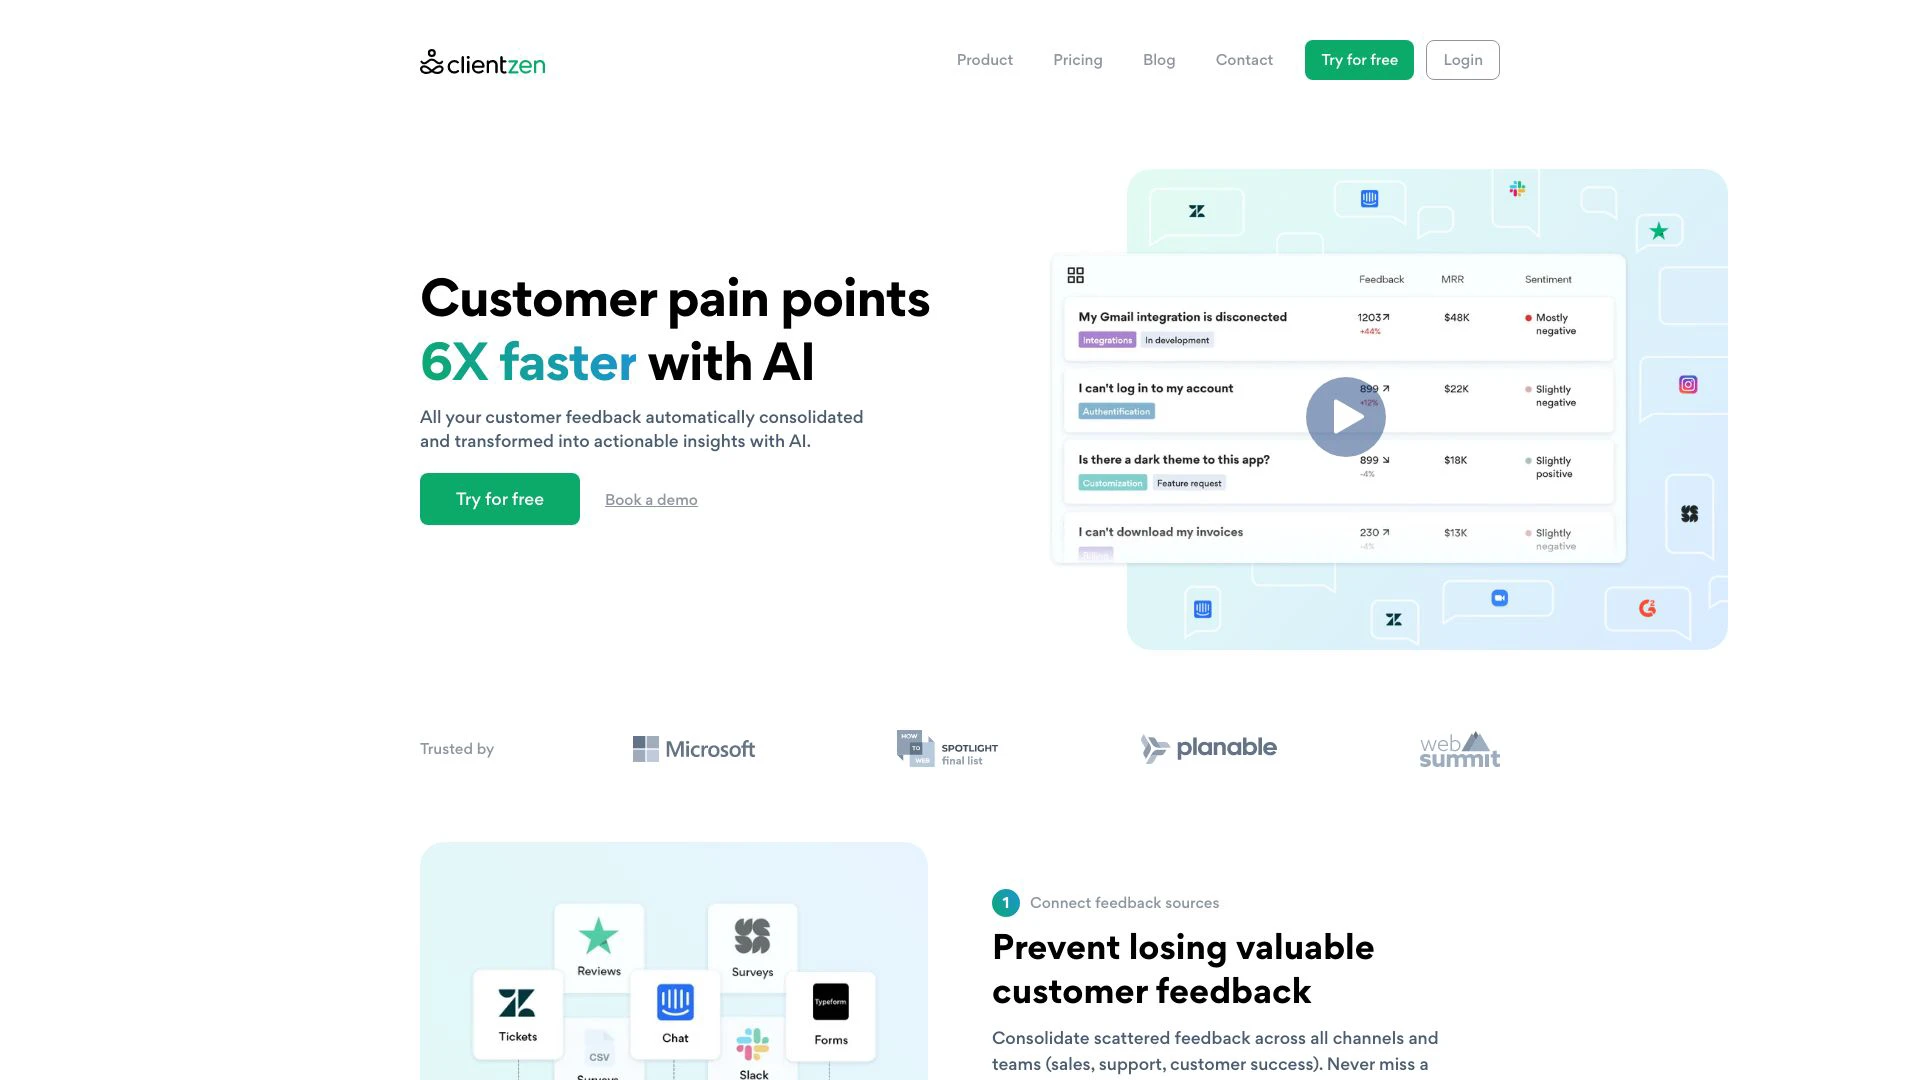 clientzen
Product
Pricing
Blog
Contact
Try for free
Login
Customer pain points
6X faster with AI
All your customer feedback automatically consolidated
and transformed into actionable insights with AI.
Try for free
Book a demo
Feedback
MRR
Sentiment
My Gmail integration is disconected
Integrations
In development
1203
+44%
$48K
Mostly
negative
I can't log in to my account
Authentification
899
+12%
$22K
Slightly
negative
Is there a dark theme to this app?
Customization
Feature request
899
-4%
$18K
Slightly
positive
I can't download my invoices
Billing
230
-4%
$13K
Slightly
negative
Trusted by
Microsoft
HOW
TO
WEB
SPOTLIGHT
final list
planable
web
summit
Reviews
Surveys
Tickets
Chat
Typeform
Forms
CSV
Surveys
Slack
1
Connect feedback sources
Prevent losing valuable
customer feedback
Consolidate scattered feedback across all channels and
teams (sales, support, customer success). Never miss a